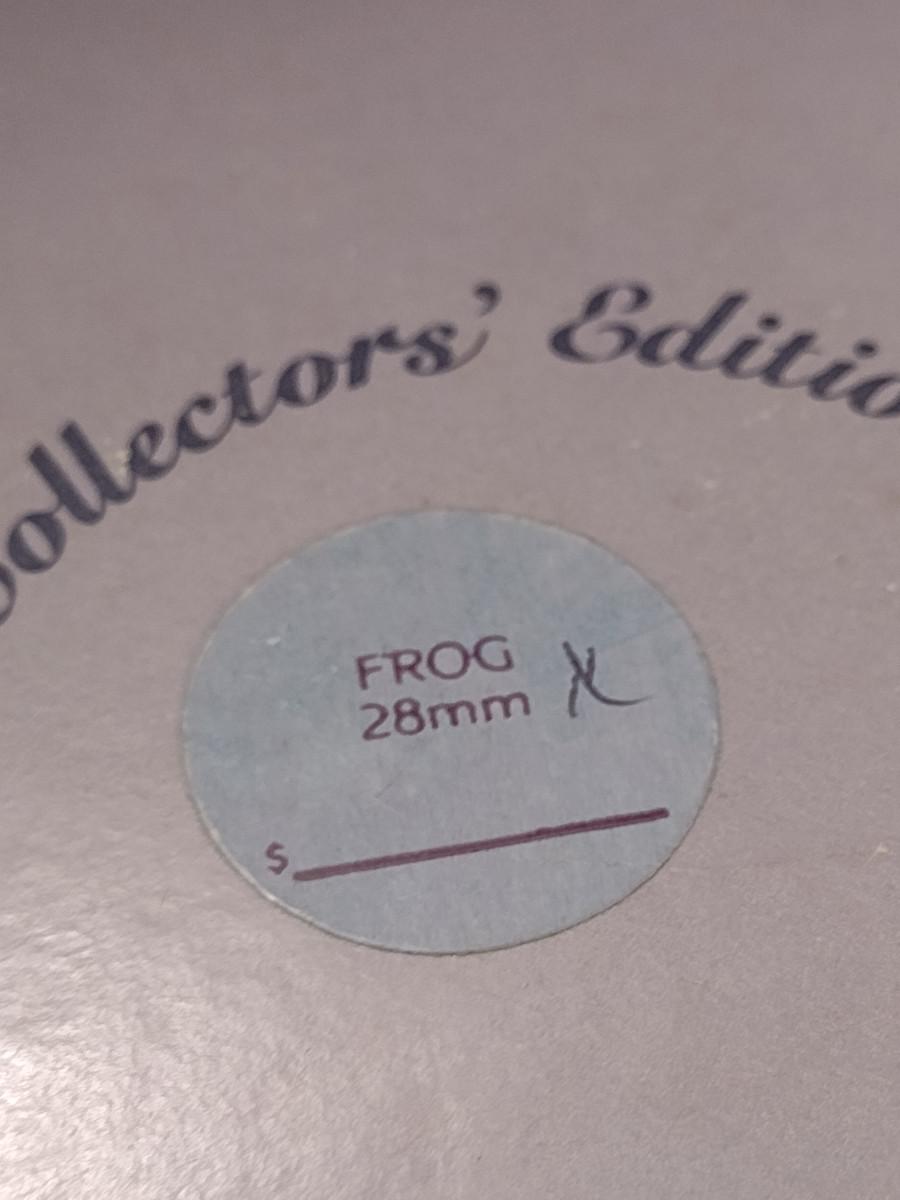 Collectors' Editio
FROG X
28mm
$